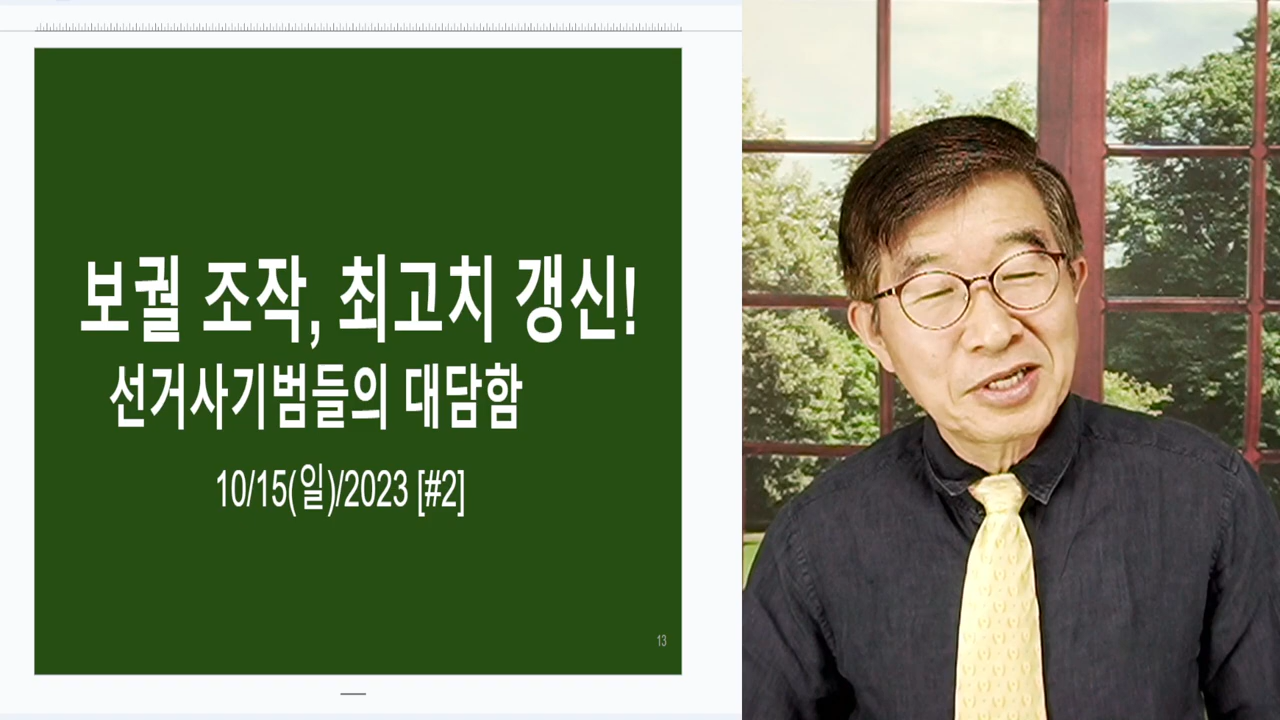 보궐 조작, 최고치 갱신!
선거사기범들의 대담함
10/15(일)/2023 [#2]
13